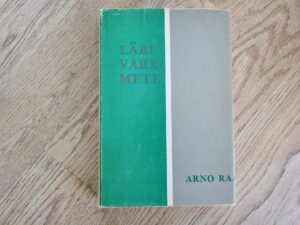 LÄBI
VARE-
METE
ARNO RA